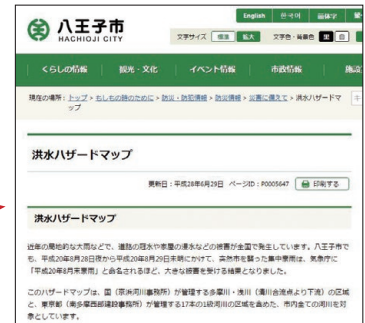 English 한국어 简体字 繁
八王子市
HACHIOJI CITY
文字サイズ 標準 拡大 文字色・背景色 黒 白
くらしの情報 観光・文化 イベント情報 市政情報 施設
現在の場所：トップ > もしもの時のために > 防災・防犯情報 > 防災情報 > 災害に備えて > 洪水ハザードマ
ップ
洪水ハザードマップ
更新日：平成28年6月29日 ページID：P0005647 印刷する
洪水ハザードマップ
近年の局地的な大雨などで、道路の冠水や家屋の浸水などの被害が全国で発生しています。八王子市で
も、平成20年8月28日夜から平成20年8月29日未明にかけて、突然市を襲った集中豪雨は、気象庁に
「平成20年8月末豪雨」と命名されるほど、大きな被害を受ける結果となりました。
このハザードマップは、国（京浜河川事務所）が管理する多摩川・浅川（南川合流点より下流）の区域
と、東京都（南多摩西部建設事務所）が管理する17本の1級河川の区域を含めた、市内全ての河川を対
象としています。